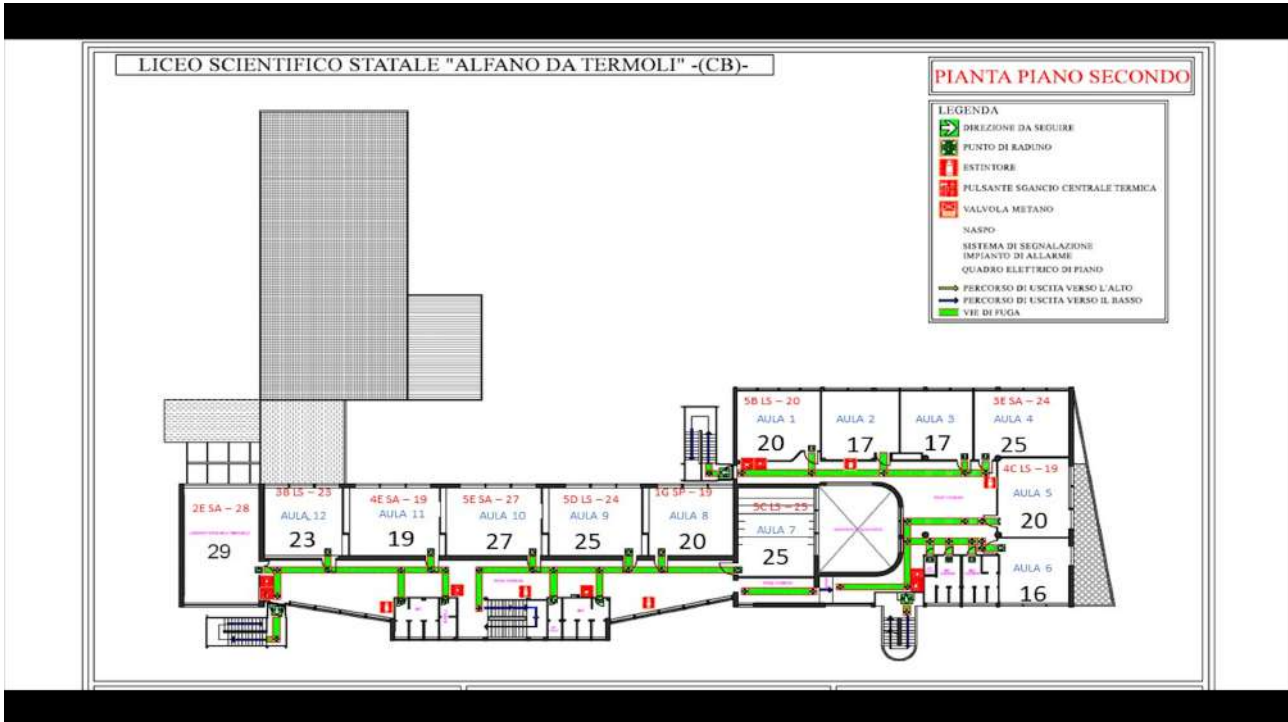 LICEO SCIENTIFICO STATALE "ALFANO DA TERMOLI" -(CB)-
PIANTA PIANO SECONDO
LEGENDA
DIREZIONE DA SEGUIRE
PUNTO DI RADUNO
ESTINTORE
PULSANTE SGANCIO CENTRALE TERMICA
VALVOLA METANO
NASPO
SISTEMA DI SEGNALAZIONE
IMPIANTO DI ALLARME
QUADRO ELETTRICO DI PIANO
PERCORSO DI USCITA VERSO L'ALTO
PERCORSO DI USCITA VERSO IL BASSO
VIE DI FUGA
5B LS – 20
AULA 1
20
AULA 2
17
AULA 3
17
3E SA – 24
AULA 4
25
4C LS – 19
AULA 5
20
AULA 6
16
2E SA – 28
29
3B LS – 23
AULA 12
23
4E SA – 19
AULA 11
19
5E SA – 27
AULA 10
27
5D LS – 24
AULA 9
25
1G SP – 19
AULA 8
20
5C LS – 25
AULA 7
25